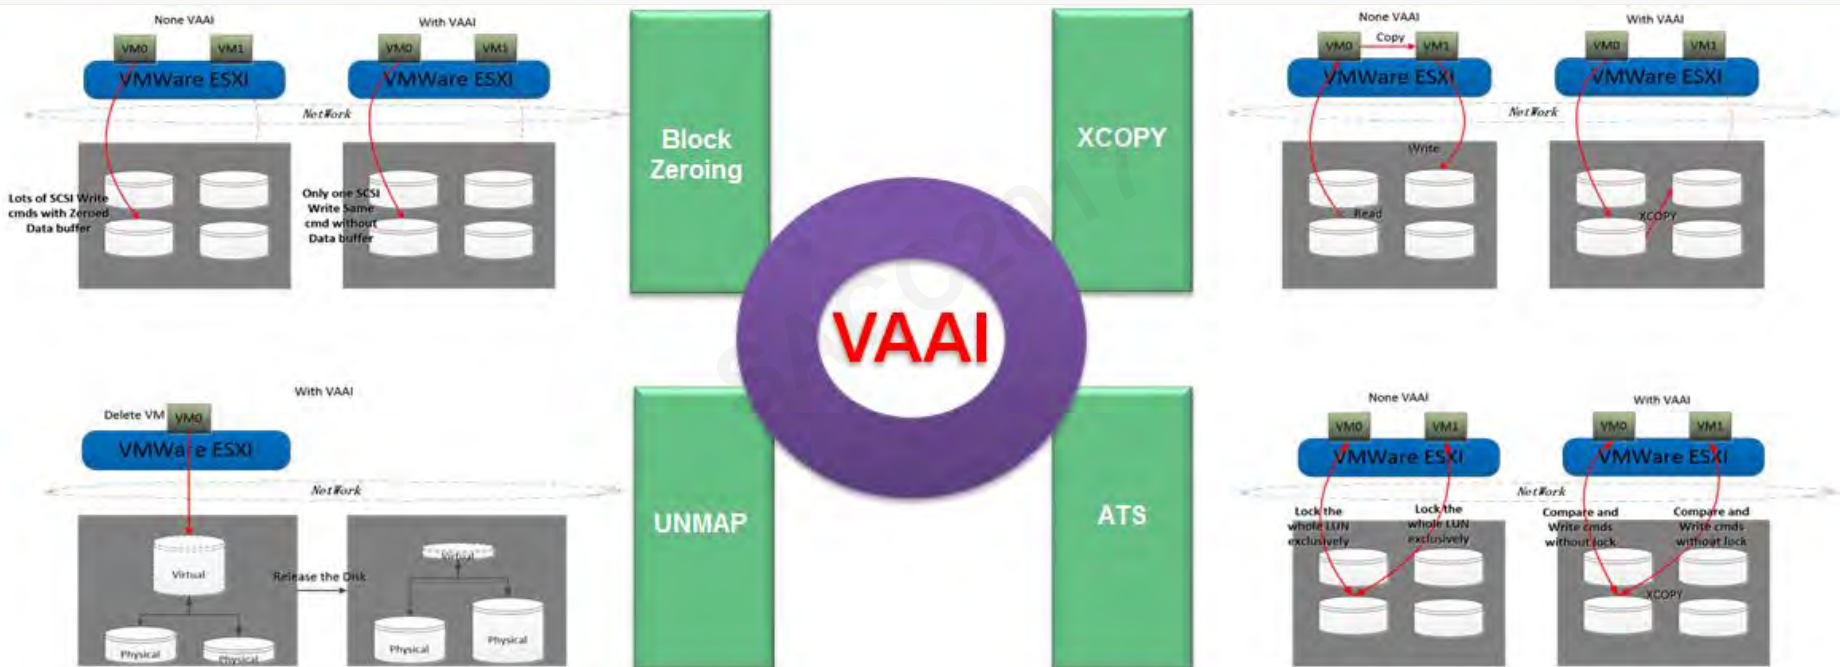 None VAAI
VM0
VM1
VMWare ESXI
NetWork
Lots of SCSI Write
cmds with Zeroed
Data buffer
With VAAI
VM0
VM1
VMWare ESXI
Only one SCSI
Write Same
cmd without
Data buffer
Block
Zeroing
XCOPY
None VAAI
Copy
VM0
VM1
VMWare ESXI
NetWork
Write
Read
With VAAI
VM0
VM1
VMWare ESXI
XCOPY
VAAI
SACC2017
With VAAI
Delete VM
VM0
VMWare ESXI
NetWork
Virtual
Physical
Physical
Release the Disk
Virtual
Physical
Physical
UNMAP
ATS
None VAAI
VM0
VM1
VMWare ESXI
NetWork
Lock the
whole LUN
exclusively
Lock the
whole LUN
exclusively
With VAAI
VM0
VM1
VMWare ESXI
Compare and
Write cmds
without lock
Compare and
Write cmds
without lock
XCOPY